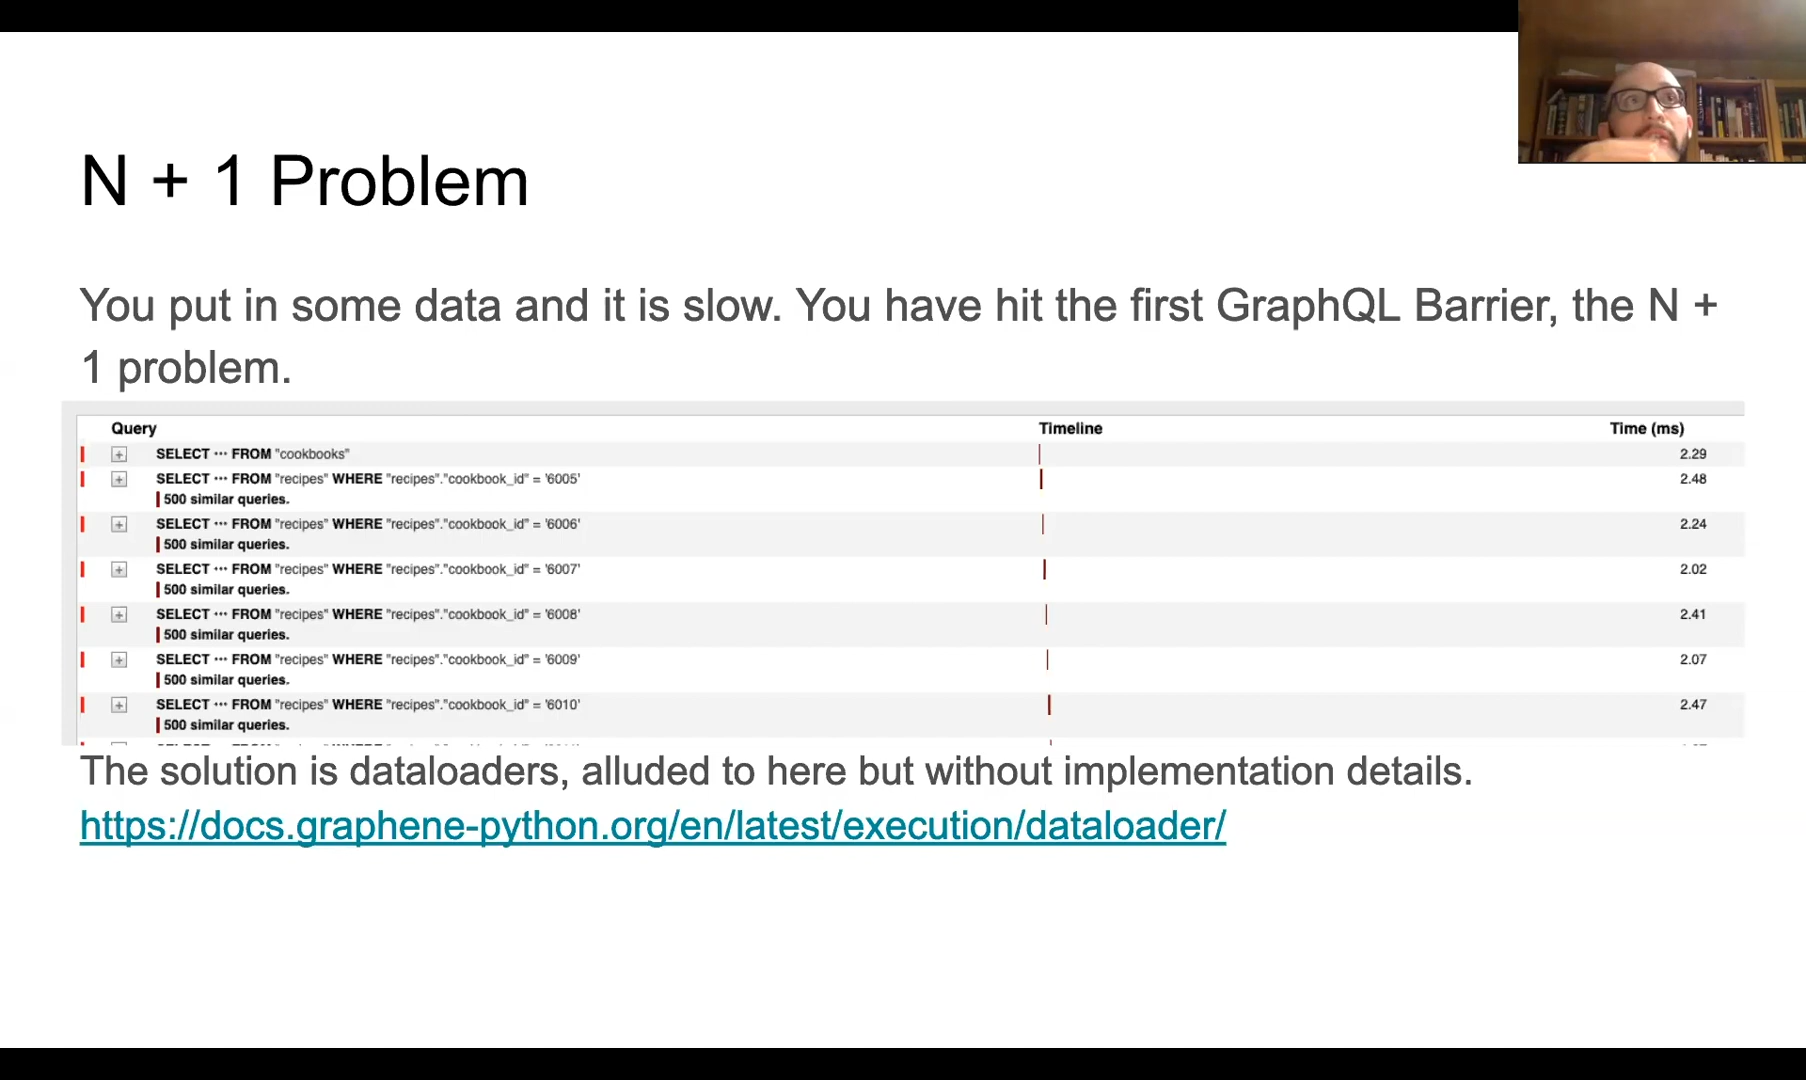 N + 1 Problem
You put in some data and it is slow. You have hit the first GraphQL Barrier, the N +
1 problem.
Query Timeline Time (ms)
+ SELECT ••• FROM "cookbooks" 2.29
+ SELECT ••• FROM "recipes" WHERE "recipes"."cookbook_id" = '6005' 2.48
500 similar queries.
+ SELECT ••• FROM "recipes" WHERE "recipes"."cookbook_id" = '6006' 2.24
500 similar queries.
+ SELECT ••• FROM "recipes" WHERE "recipes"."cookbook_id" = '6007' 2.02
500 similar queries.
+ SELECT ••• FROM "recipes" WHERE "recipes"."cookbook_id" = '6008' 2.41
500 similar queries.
+ SELECT ••• FROM "recipes" WHERE "recipes"."cookbook_id" = '6009' 2.07
500 similar queries.
+ SELECT ••• FROM "recipes" WHERE "recipes"."cookbook_id" = '6010' 2.47
500 similar queries.
The solution is dataloaders, alluded to here but without implementation details.
https://docs.graphene-python.org/en/latest/execution/dataloader/